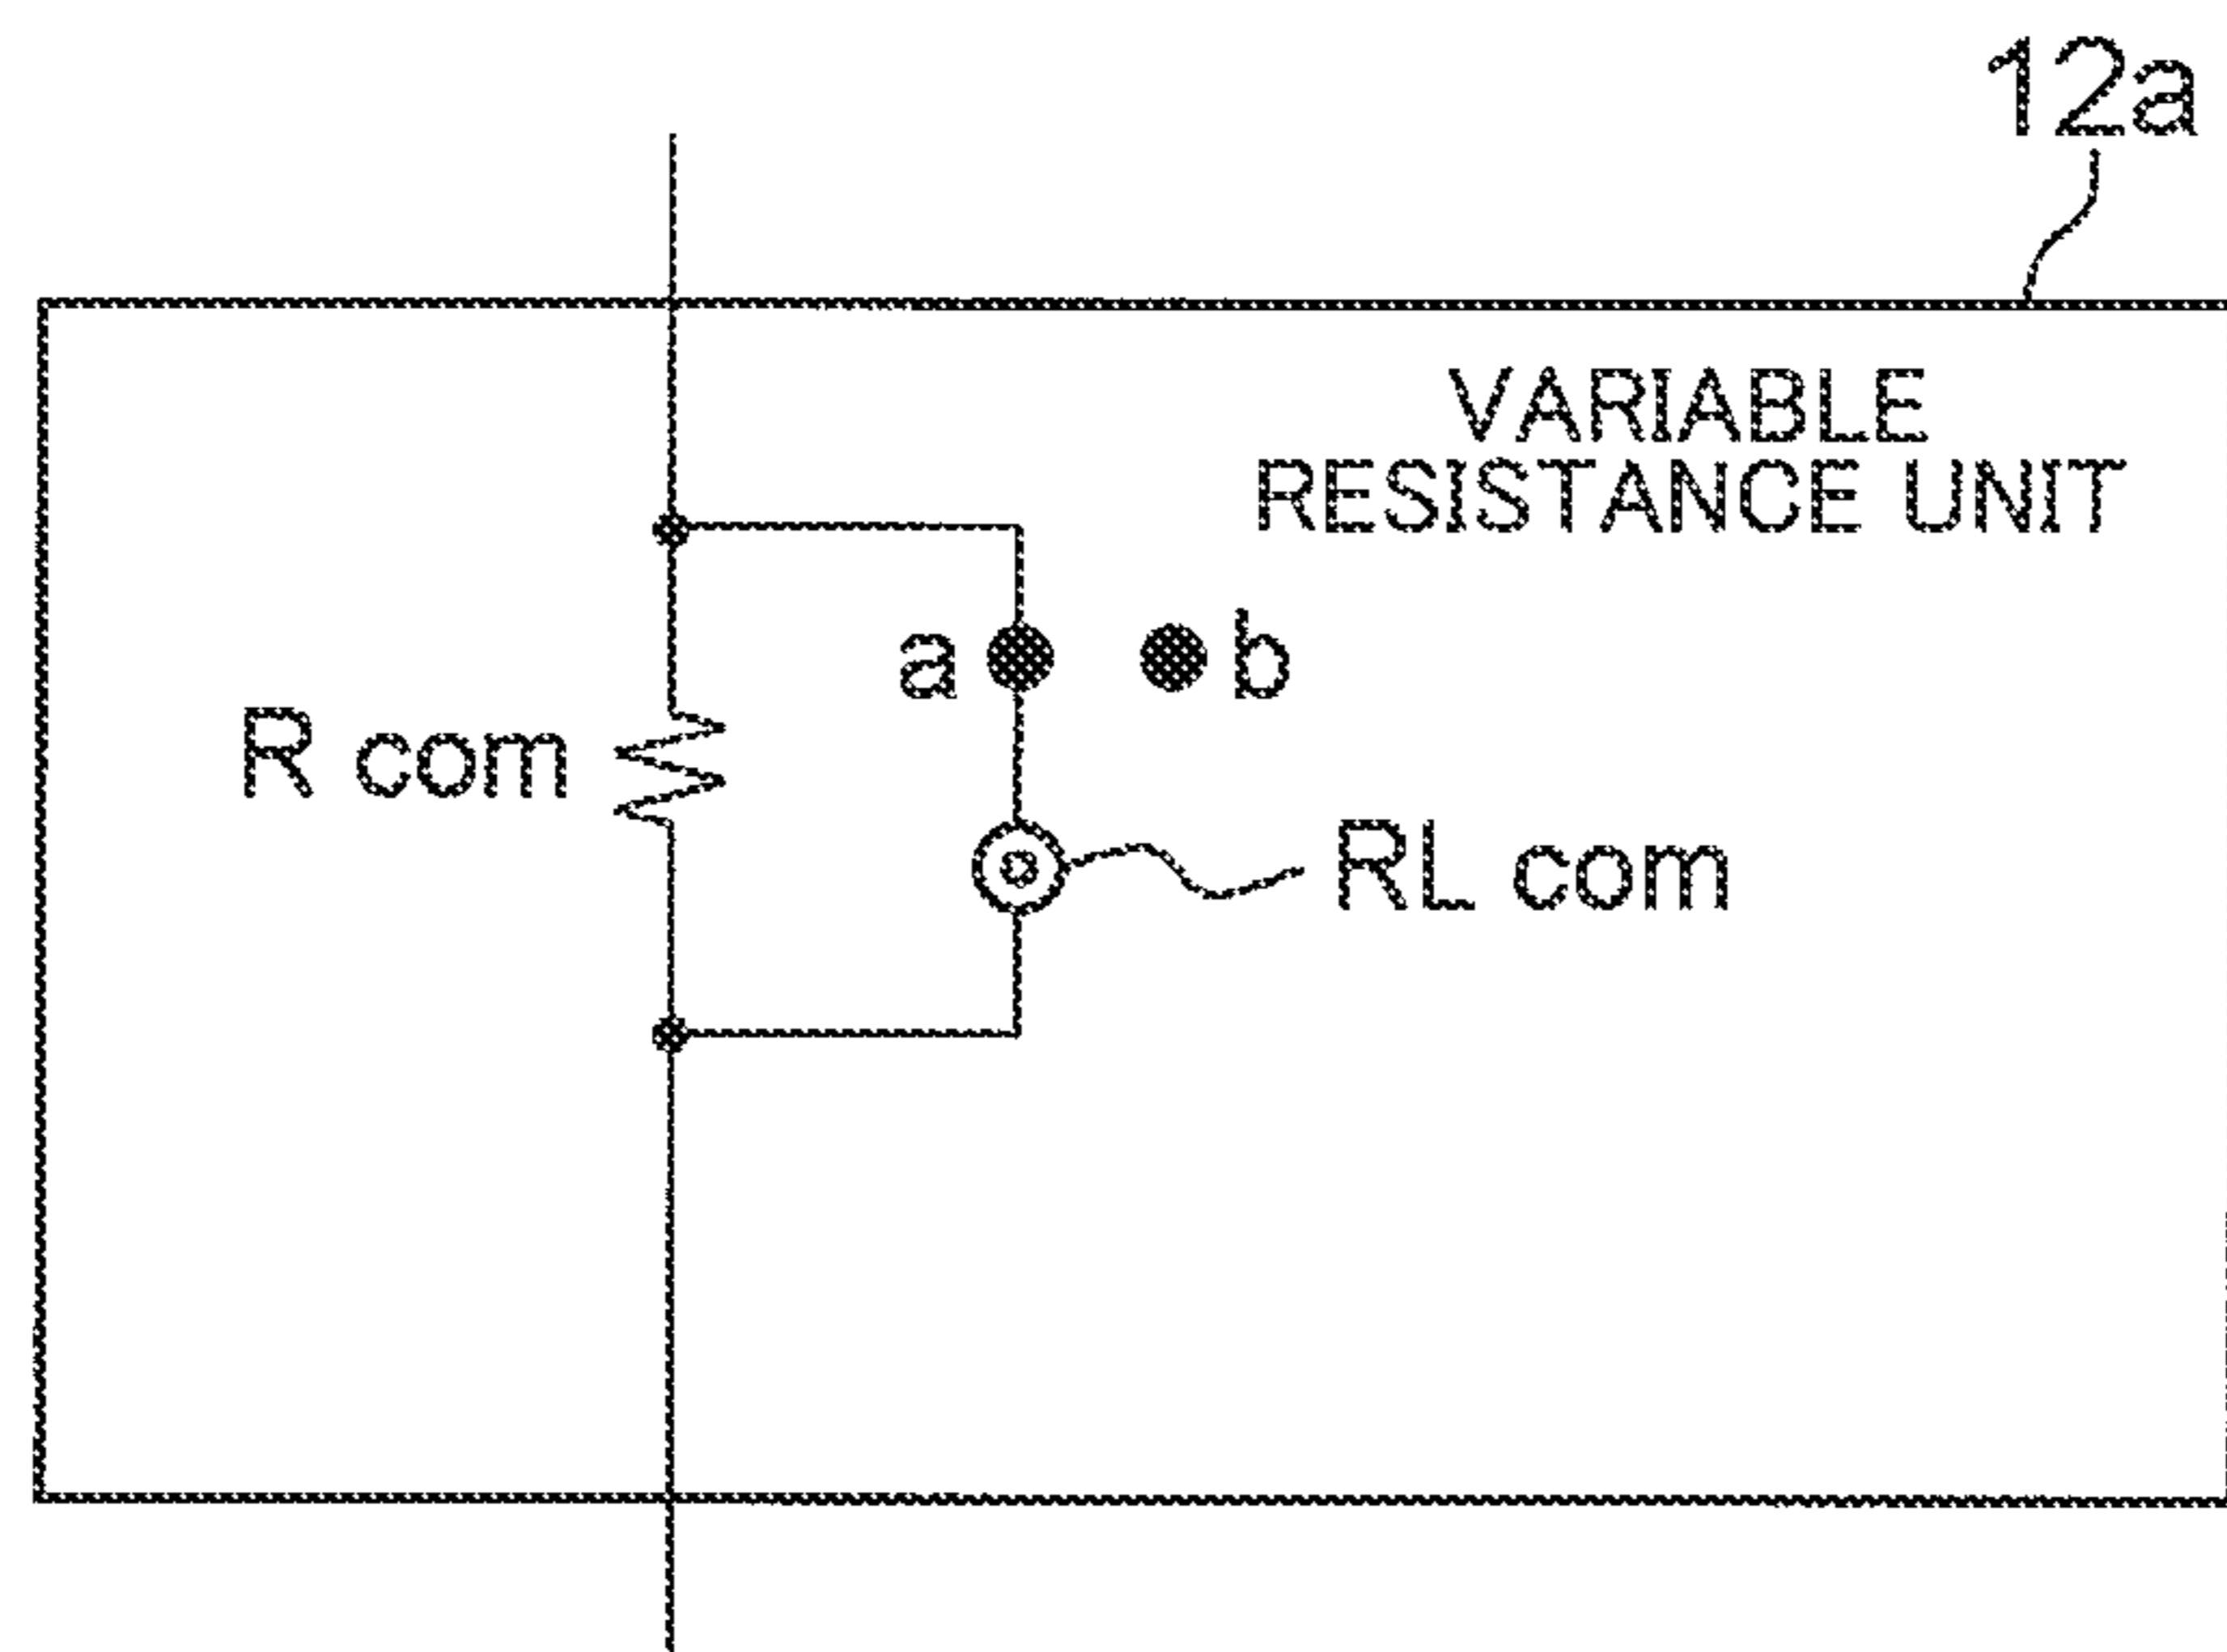 12a
VARIABLE
RESISTANCE UNIT
a
b
R com
RL com